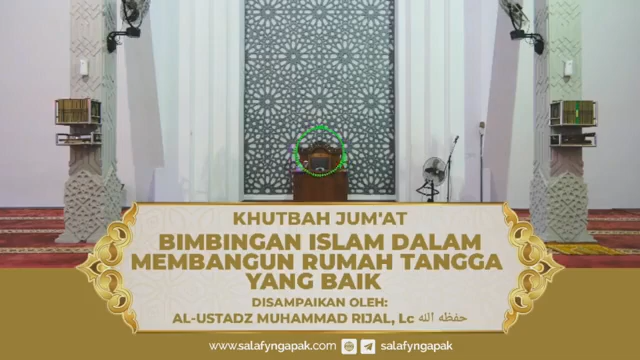 KHUTBAH JUM'AT
BIMBINGAN ISLAM DALAM
MEMBANGUN RUMAH TANGGA
YANG BAIK
DISAMPAIKAN OLEH:
AL-USTADZ MUHAMMAD RIJAL, Lc حفظه الله
www.salafyngapak.com salafyngapak